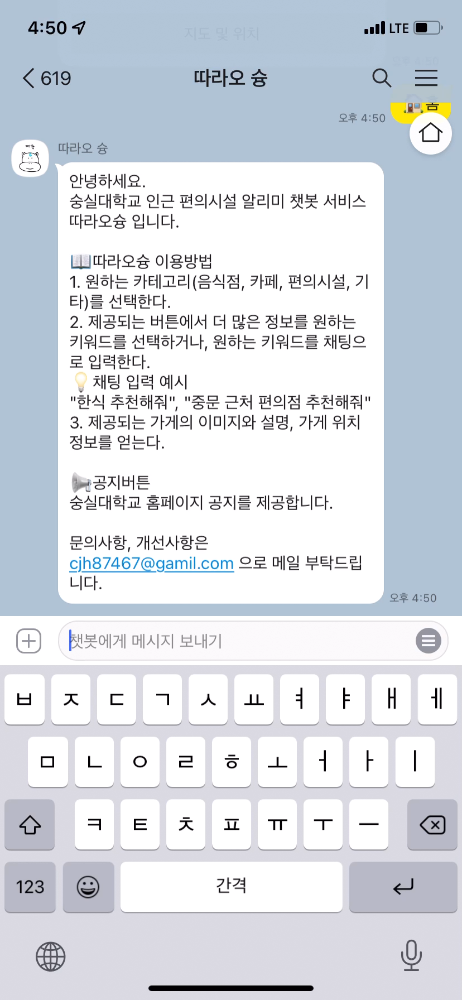 4:50
LTE
지도 및 위치
오후 4:50
619
따라오 슝
홈
오후 4:50
따슝
따라오 슝
안녕하세요.
숭실대학교 인근 편의시설 알리미 챗봇 서비스
따라오슝 입니다.
📖따라오슝 이용방법
1. 원하는 카테고리(음식점, 카페, 편의시설, 기
타)를 선택한다.
2. 제공되는 버튼에서 더 많은 정보를 원하는
키워드를 선택하거나, 원하는 키워드를 채팅으
로 입력한다.
💡 채팅 입력 예시
"한식 추천해줘", "중문 근처 편의점 추천해줘"
3. 제공되는 가게의 이미지와 설명, 가게 위치
정보를 얻는다.
📢공지버튼
숭실대학교 홈페이지 공지를 제공합니다.
문의사항, 개선사항은
cjh87467@gamil.com 으로 메일 부탁드립
니다.
오후 4:50
챗봇에게 메시지 보내기
ㅂ ㅈ ㄷ ㄱ ㅅ ㅛ ㅕ ㅑ ㅐ ㅔ
ㅁ ㄴ ㅇ ㄹ ㅎ ㅗ ㅓ ㅏ ㅣ
ㅋ ㅌ ㅊ ㅍ ㅠ ㅜ ㅡ
123
간격